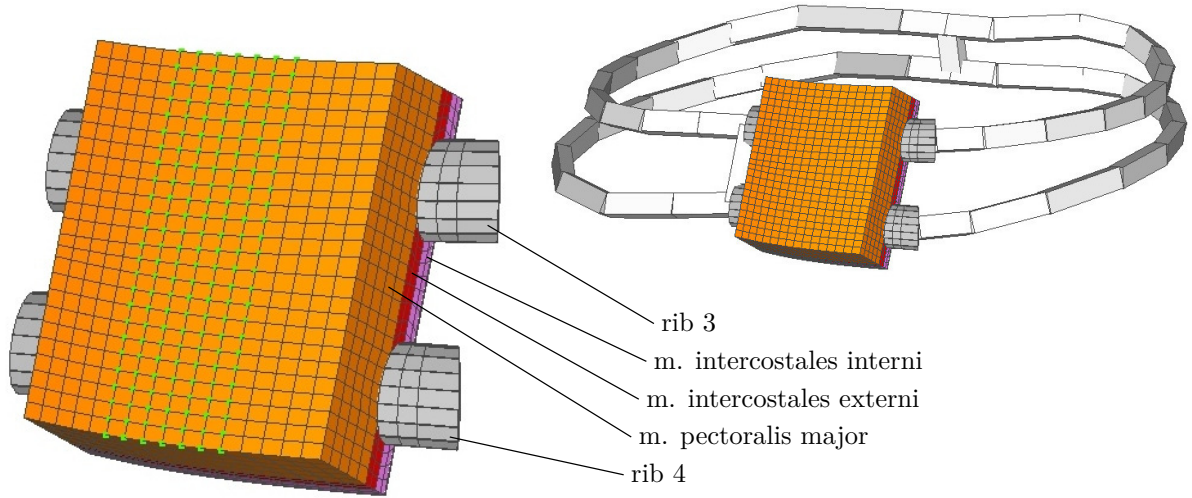 rib 3
m. intercostales interni
m. intercostales externi
m. pectoralis major
rib 4